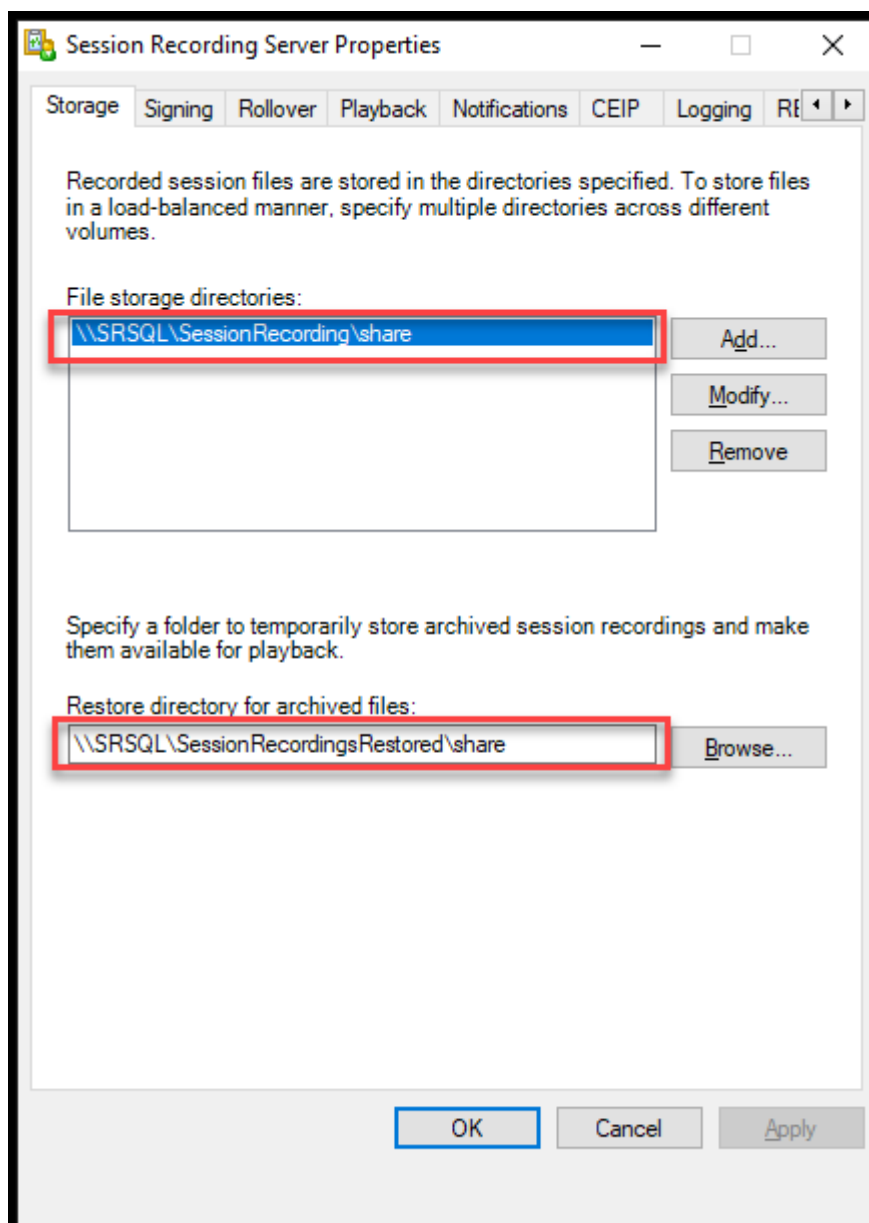 Session Recording Server Properties
Storage Signing Rollover Playback Notifications CEIP Logging
Recorded session files are stored in the directories specified. To store files
in a load-balanced manner, specify multiple directories across different
volumes.
File storage directories:
\\SRSQL\SessionRecording\share
Add...
Modify...
Remove
Specify a folder to temporarily store archived session recordings and make
them available for playback.
Restore directory for archived files:
\\SRSQL\SessionRecordingsRestored\share
Browse...
OK Cancel Apply